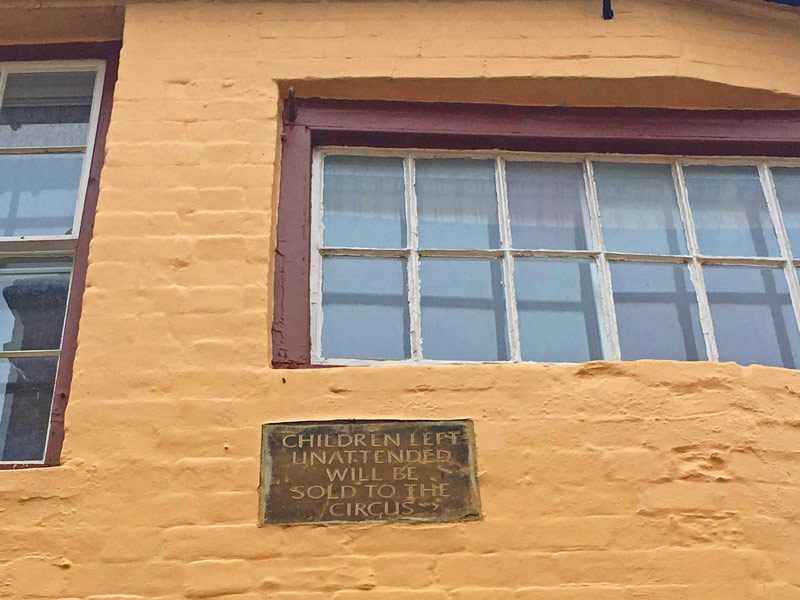 CHILDREN LEFT
UNATTENDED
WILL BE
SOLD TO THE
CIRCUS